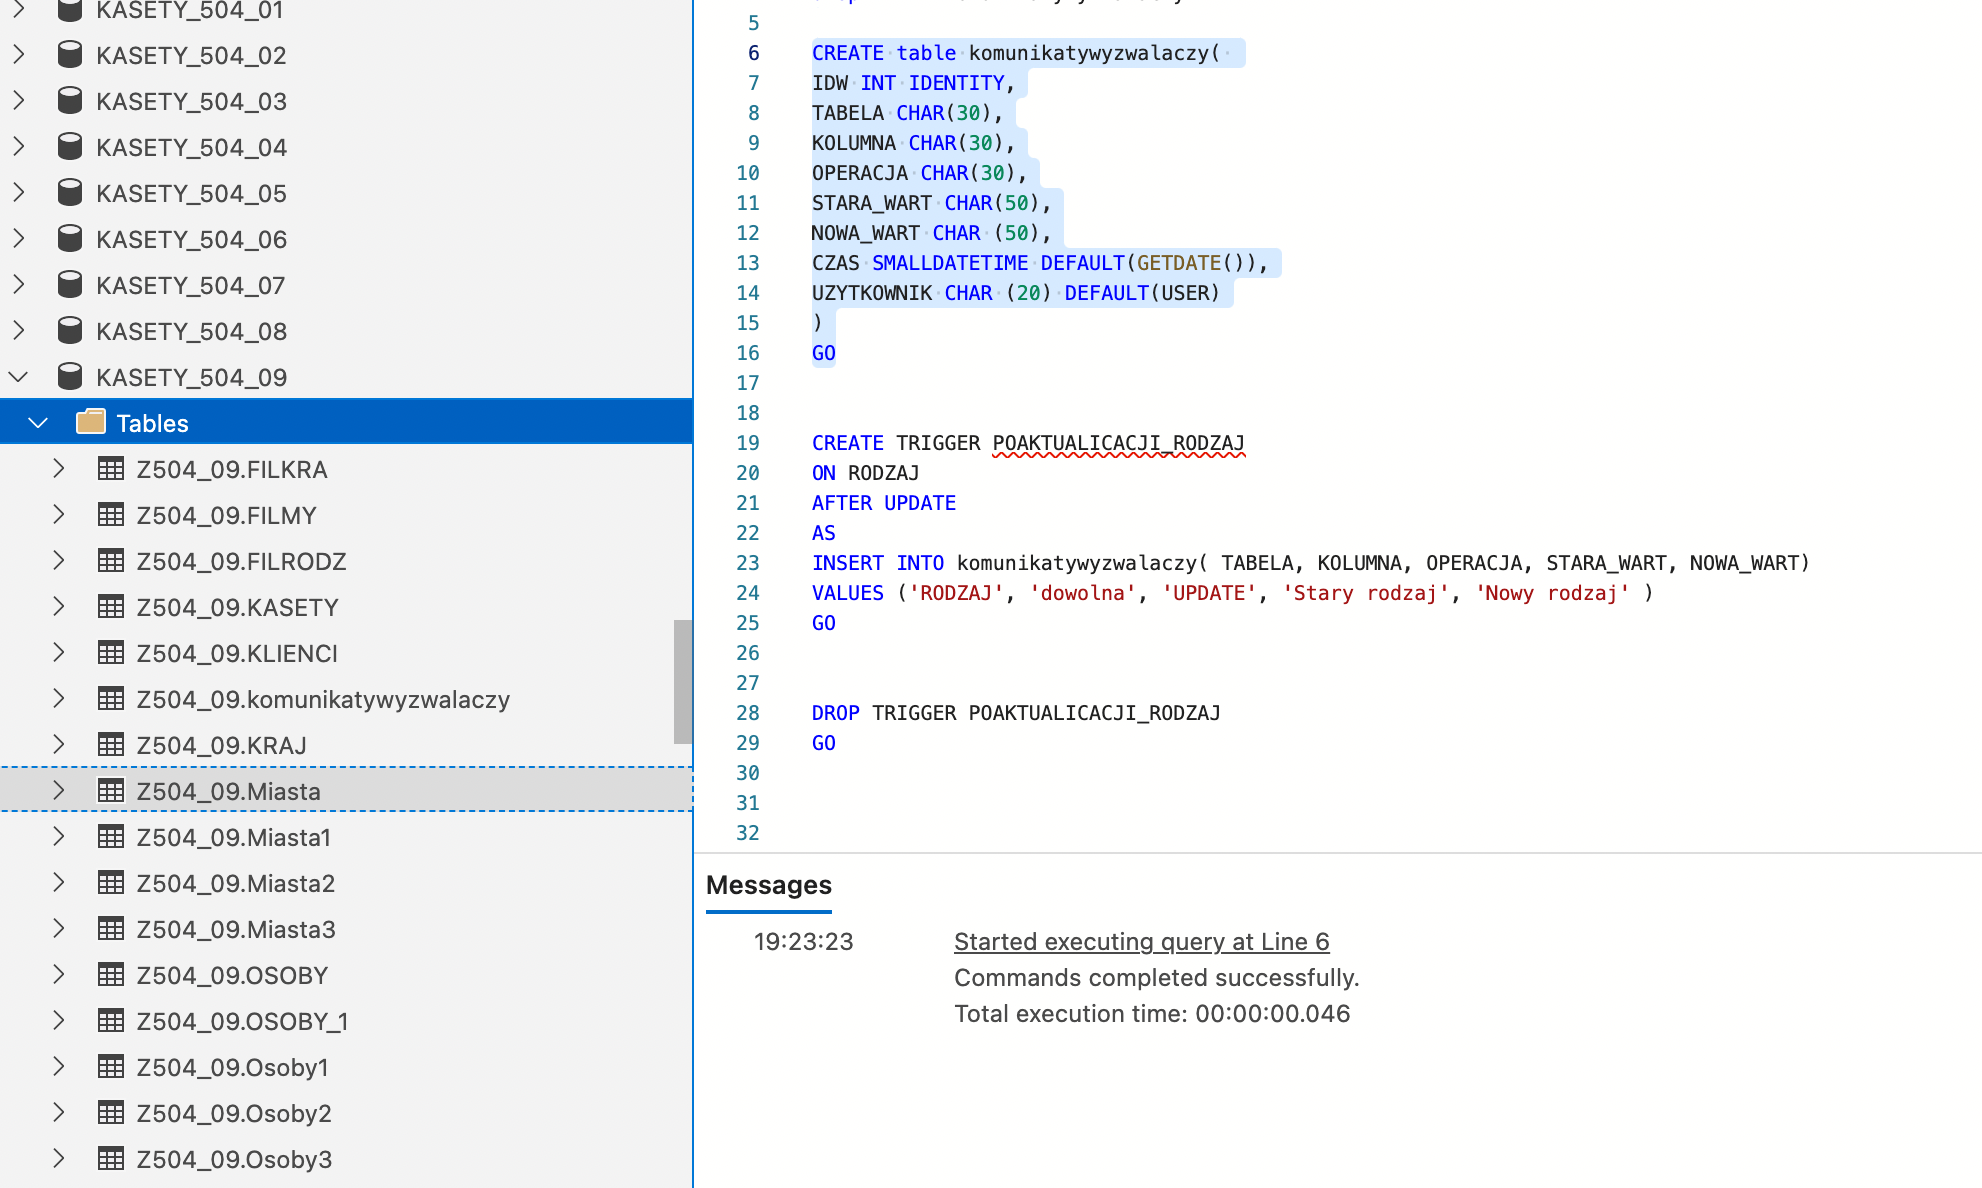 KASETY_504_01
KASETY_504_02
KASETY_504_03
KASETY_504_04
KASETY_504_05
KASETY_504_06
KASETY_504_07
KASETY_504_08
KASETY_504_09
Tables
Z504_09.FILKRA
Z504_09.FILMY
Z504_09.FILRODZ
Z504_09.KASETY
Z504_09.KLIENCI
Z504_09.komunikatywyzwalaczy
Z504_09.KRAJ
Z504_09.Miasta
Z504_09.Miasta1
Z504_09.Miasta2
Z504_09.Miasta3
Z504_09.OSOBY
Z504_09.OSOBY_1
Z504_09.Osoby1
Z504_09.Osoby2
Z504_09.Osoby3
5
6 CREATE table komunikatywyzwalaczy(
7 IDW INT IDENTITY,
8 TABELA CHAR(30),
9 KOLUMNA CHAR(30),
10 OPERACJA CHAR(30),
11 STARA_WART CHAR(50),
12 NOWA_WART CHAR (50),
13 CZAS SMALLDATETIME DEFAULT(GETDATE()),
14 UZYTKOWNIK CHAR (20) DEFAULT(USER)
15 )
16 GO
17
18
19 CREATE TRIGGER POAKTUALICACJI_RODZAJ
20 ON RODZAJ
21 AFTER UPDATE
22 AS
23 INSERT INTO komunikatywyzwalaczy( TABELA, KOLUMNA, OPERACJA, STARA_WART, NOWA_WART)
24 VALUES ('RODZAJ', 'dowolna', 'UPDATE', 'Stary rodzaj', 'Nowy rodzaj' )
25 GO
26
27
28 DROP TRIGGER POAKTUALICACJI_RODZAJ
29 GO
30
31
32
Messages
19:23:23 Started executing query at Line 6
Commands completed successfully.
Total execution time: 00:00:00.046